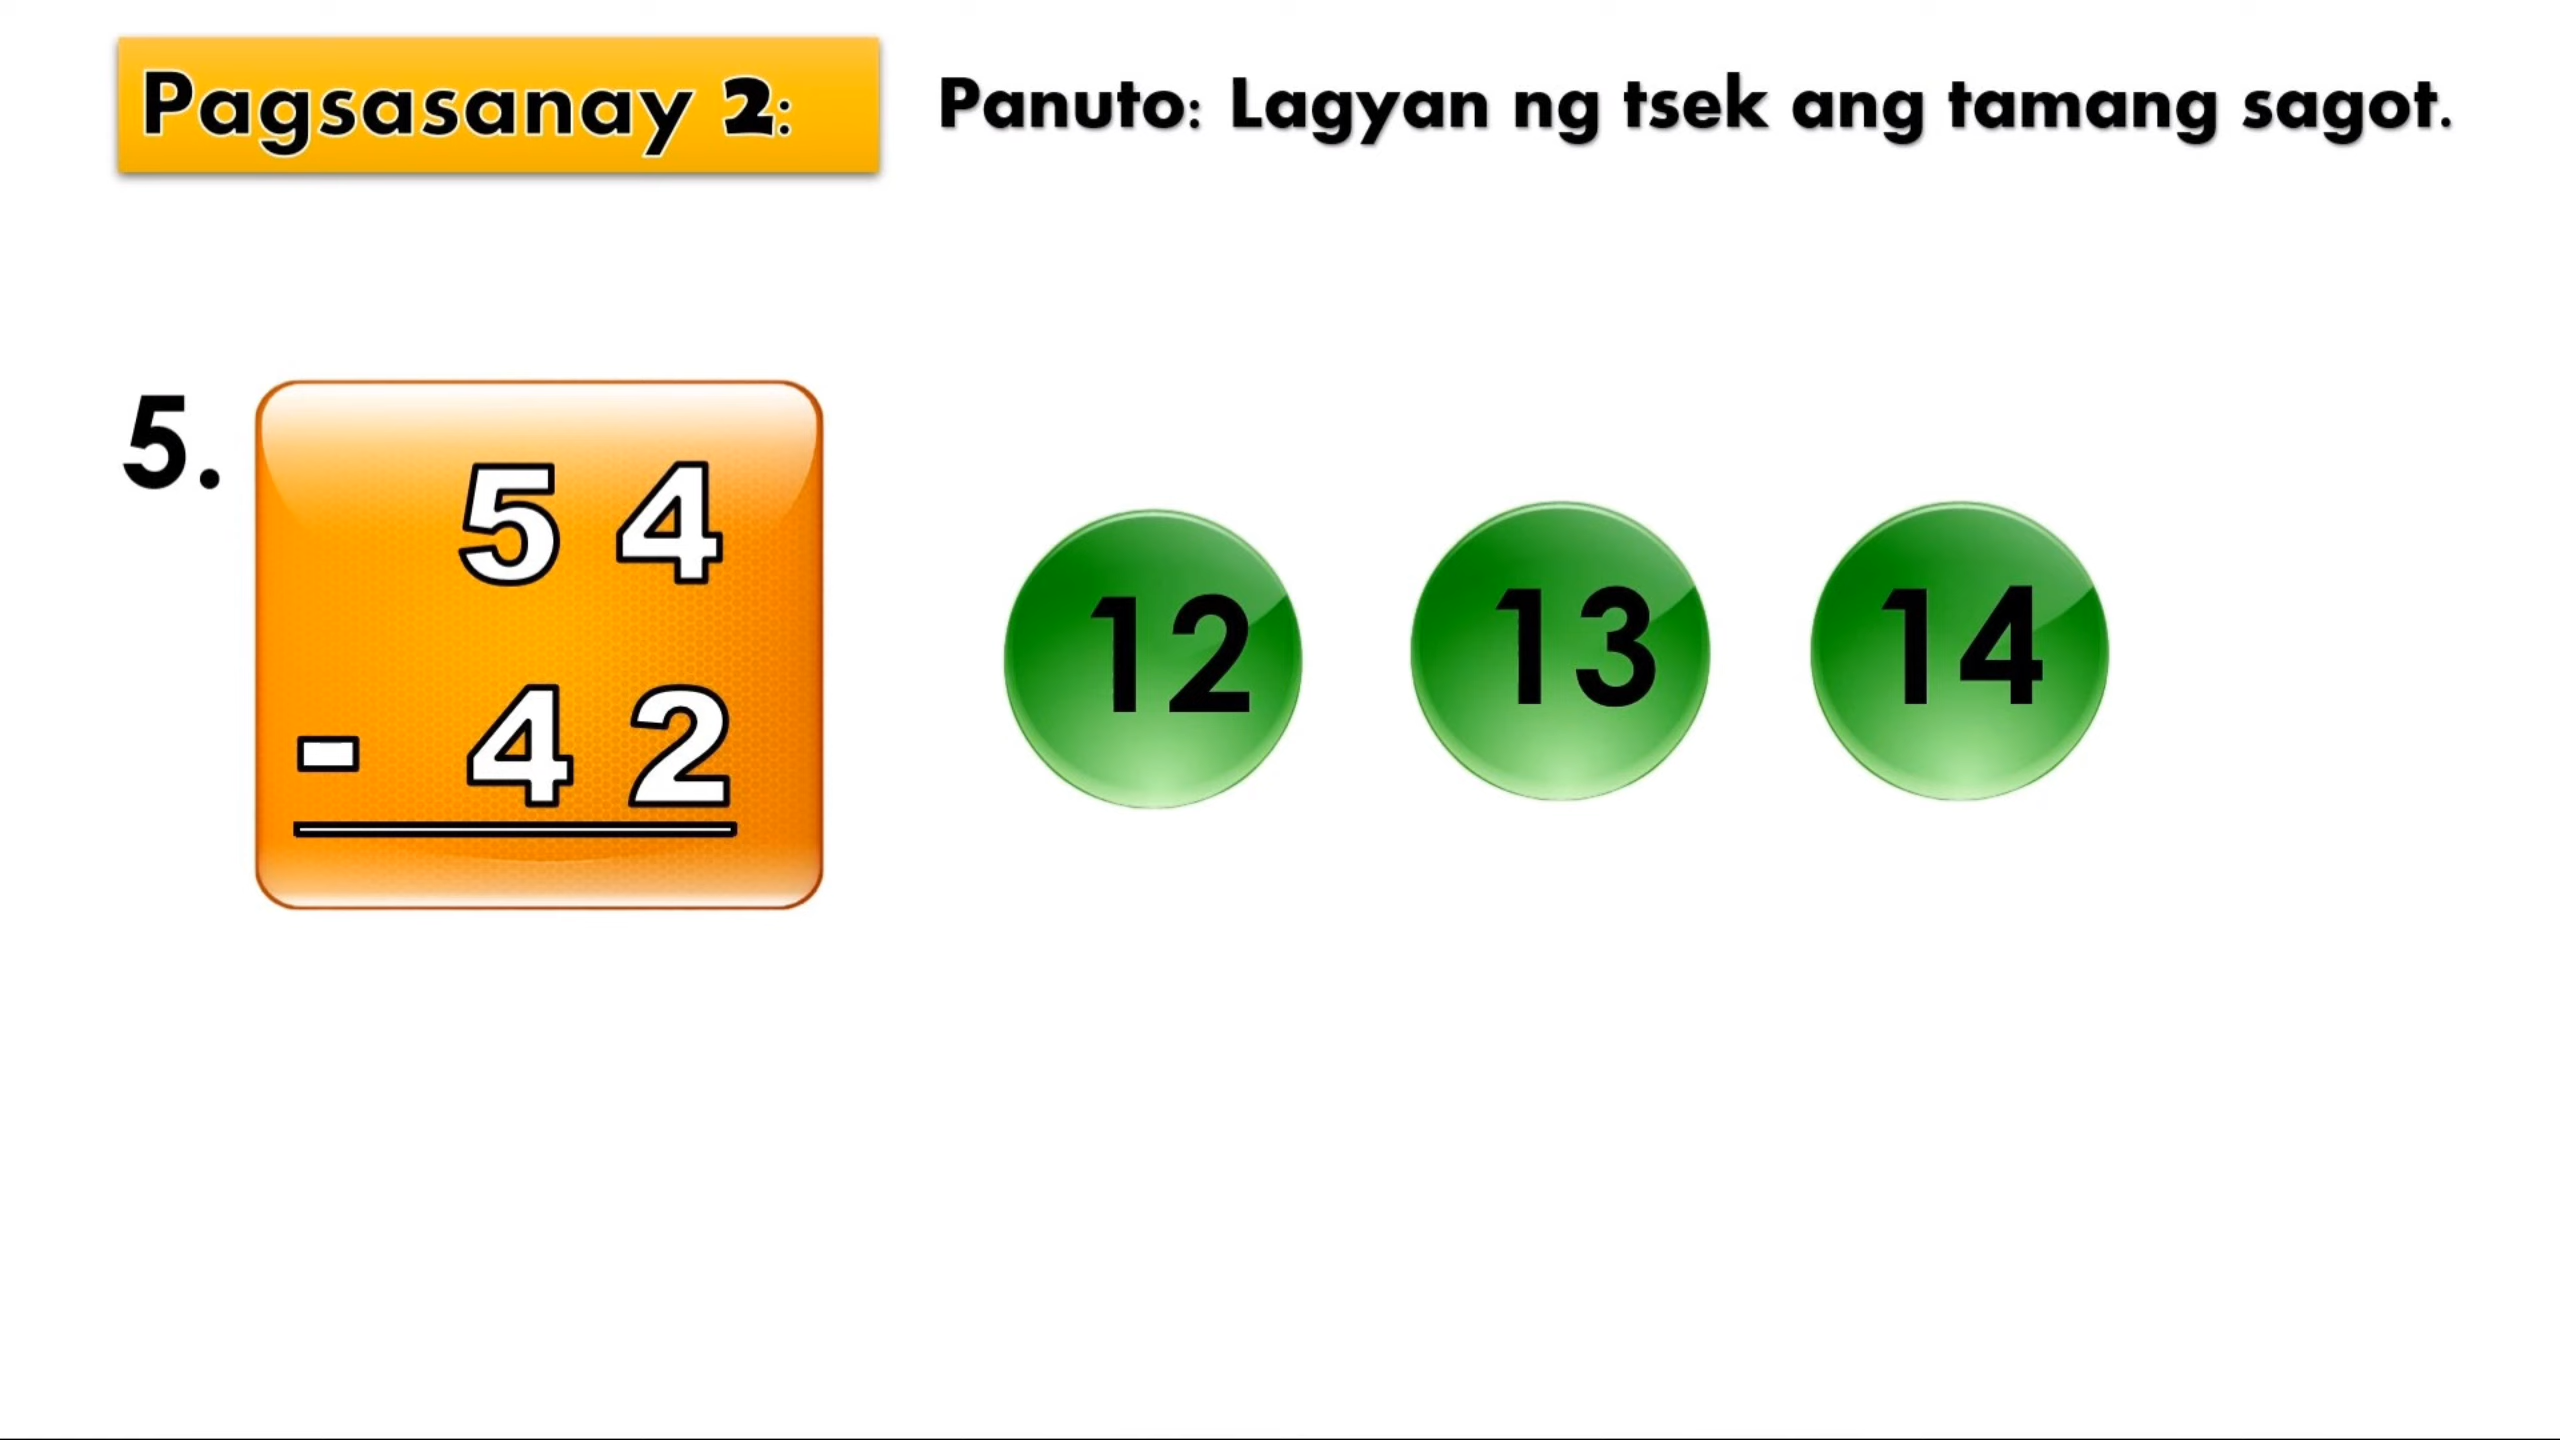 Pagsasanay 2:
Panuto: Lagyan ng tsek ang tamang sagot.
5.
5 4
- 4 2
12
13
14